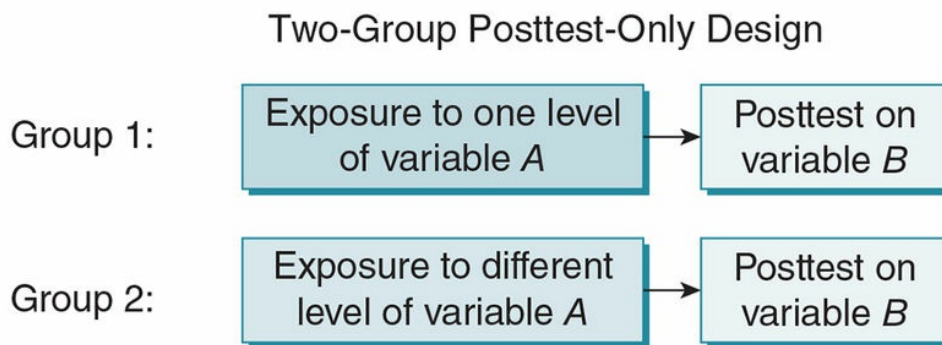 Two-Group Posttest-Only Design
Group 1:
Exposure to one level
of variable A
Posttest on
variable B
Group 2:
Exposure to different
level of variable A
Posttest on
variable B